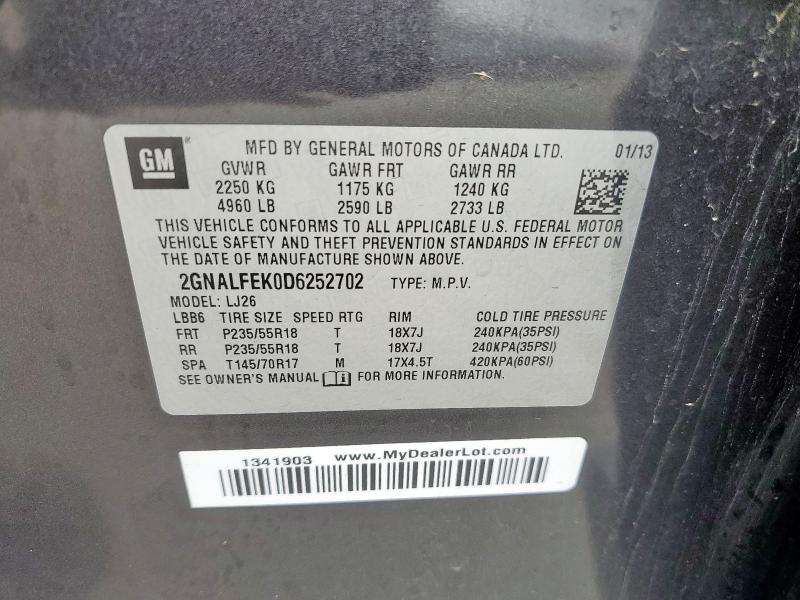 GM
MFD BY GENERAL MOTORS OF CANADA LTD. 01/13
GVWR GAWR FRT GAWR RR
2250 KG 1175 KG 1240 KG
4960 LB 2590 LB 2733 LB
THIS VEHICLE CONFORMS TO ALL APPLICABLE U.S. FEDERAL MOTOR
VEHICLE SAFETY AND THEFT PREVENTION STANDARDS IN EFFECT ON
THE DATE OF MANUFACTURE SHOWN ABOVE.
2GNALFEK0D6252702 TYPE: M.P.V.
MODEL: LJ26
LBB6 TIRE SIZE SPEED RTG RIM COLD TIRE PRESSURE
FRT P235/55R18 T 18X7J 240KPA(35PSI)
RR P235/55R18 T 18X7J 240KPA(35PSI)
SPA T145/70R17 M 17X4.5T 420KPA(60PSI)
SEE OWNER'S MANUAL FOR MORE INFORMATION.
1341903 www.MyDealerLot.com